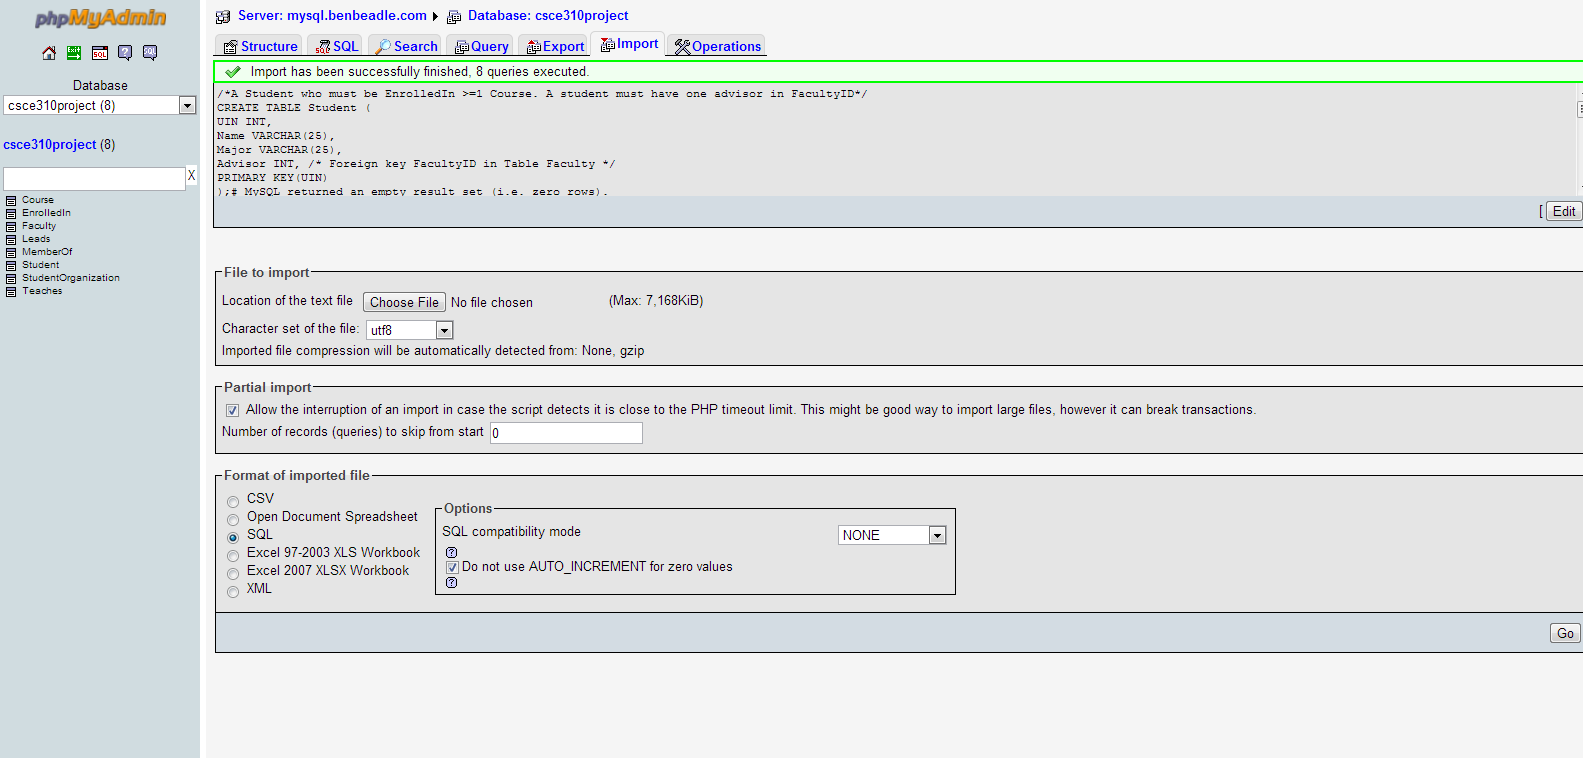 phpMyAdmin
Exit
SQL
?
SQL
Database
csce310project (8)
csce310project (8)
X
Course
EnrolledIn
Faculty
Leads
MemberOf
Student
StudentOrganization
Teaches
Server: mysql.benbeadle.com Database: csce310project
Structure SQL Search Query Export Import Operations
Import has been successfully finished, 8 queries executed.
/*A Student who must be EnrolledIn >=1 Course. A student must have one advisor in FacultyID*/
CREATE TABLE Student (
UIN INT,
Name VARCHAR(25),
Major VARCHAR(25),
Advisor INT, /* Foreign key FacultyID in Table Faculty */
PRIMARY KEY(UIN)
);# MySQL returned an empty result set (i.e. zero rows).
[ Edit
File to import
Location of the text file Choose File No file chosen (Max: 7,168KiB)
Character set of the file: utf8
Imported file compression will be automatically detected from: None, gzip
Partial import
Allow the interruption of an import in case the script detects it is close to the PHP timeout limit. This might be good way to import large files, however it can break transactions.
Number of records (queries) to skip from start 0
Format of imported file
CSV
Open Document Spreadsheet
SQL
Excel 97-2003 XLS Workbook
Excel 2007 XLSX Workbook
XML
Options
SQL compatibility mode NONE
?
Do not use AUTO_INCREMENT for zero values
?
Go